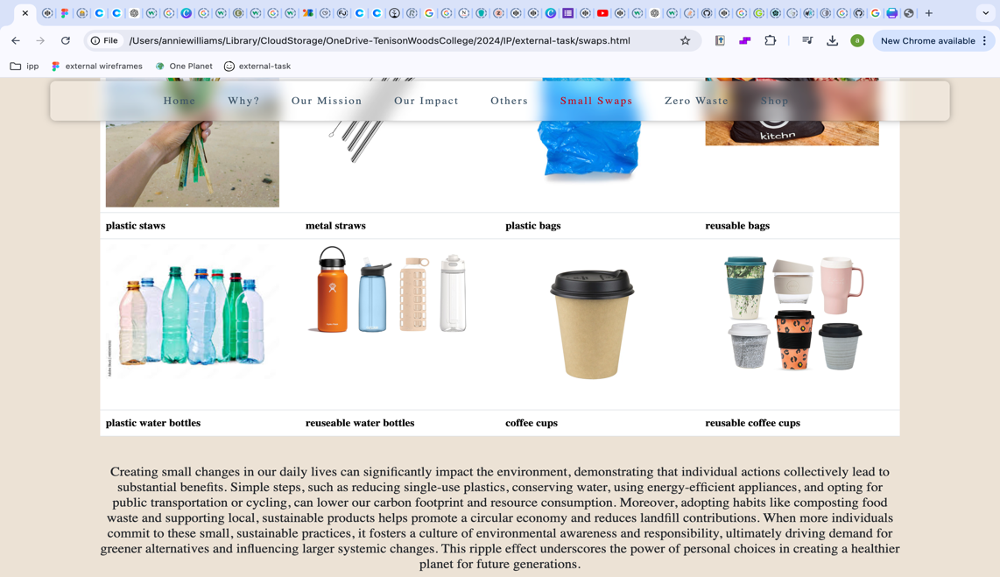 File
/Users/anniewilliams/Library/CloudStorage/OneDrive-TenisonWoodsCollege/2024/IP/external-task/swaps.html
New Chrome available
ipp
external wireframes
One Planet
external-task
Home Why? Our Mission Our Impact Others Small Swaps Zero Waste Shop
kitchn
plastic staws
metal straws
plastic bags
reusable bags
plastic water bottles
reuseable water bottles
coffee cups
reusable coffee cups
Creating small changes in our daily lives can significantly impact the environment, demonstrating that individual actions collectively lead to
substantial benefits. Simple steps, such as reducing single-use plastics, conserving water, using energy-efficient appliances, and opting for
public transportation or cycling, can lower our carbon footprint and resource consumption. Moreover, adopting habits like composting food
waste and supporting local, sustainable products helps promote a circular economy and reduces landfill contributions. When more individuals
commit to these small, sustainable practices, it fosters a culture of environmental awareness and responsibility, ultimately driving demand for
greener alternatives and influencing larger systemic changes. This ripple effect underscores the power of personal choices in creating a healthier
planet for future generations.